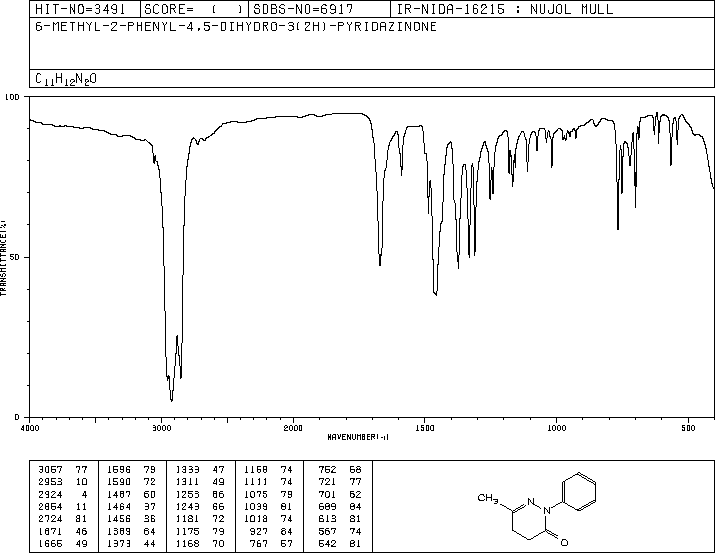 HIT-NO=3491 SCORE= ( ) SDBS-NO=6917 IR-NIDA-16215 : NUJOL MULL
6-METHYL-2-PHENYL-4,5-DIHYDRO-3(2H)-PYRIDAZINONE
C11H12N2O
100
50
0
TRANSMITTANCE(%)
4000 3000 2000 1500 1000 500
WAVENUMBER(-1)
3067 77 1596 79 1333 47 1158 74 752 68
2953 10 1590 72 1311 49 1111 74 721 77
2924 4 1487 60 1253 66 1075 79 701 62
2854 11 1464 37 1243 66 1039 81 689 84
2724 81 1456 36 1181 72 1018 74 613 81
1671 46 1389 64 1175 79 927 84 567 74
1666 49 1373 44 1168 70 767 57 542 81
CH3
N
N
O